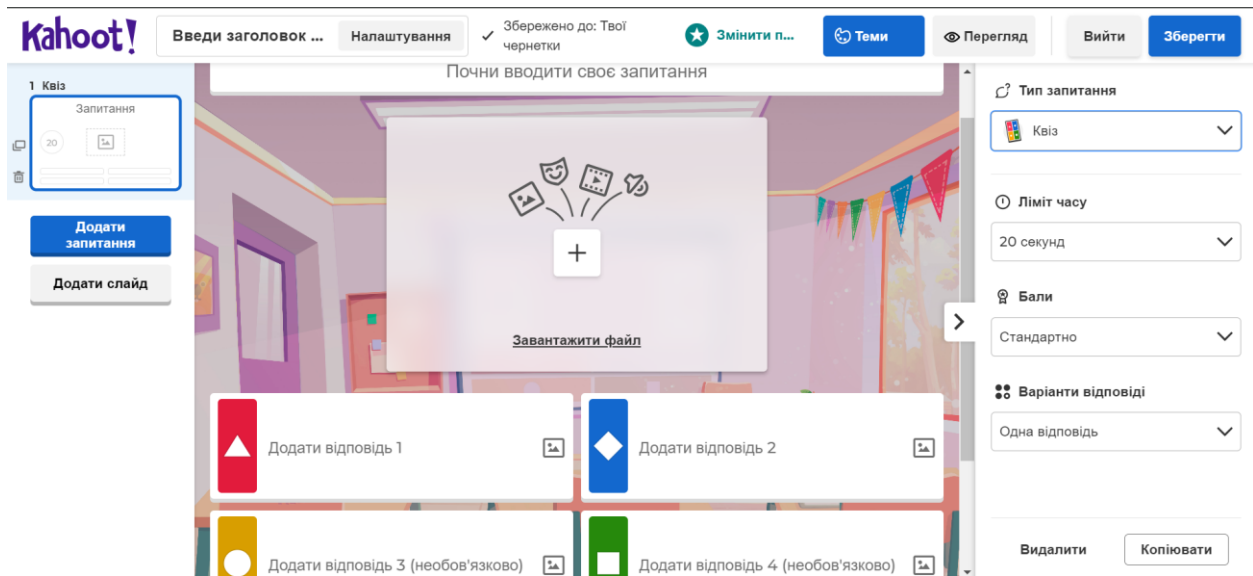 Kahoot!
Введи заголовок ...
Налаштування
Збережено до: Твої
чернетки
Змінити п...
Теми
Перегляд
Вийти
Зберегти
1 Квіз
Запитання
20
Додати
запитання
Додати слайд
Почни вводити своє запитання
Завантажити файл
Додати відповідь 1
Додати відповідь 2
Додати відповідь 3 (необов'язково)
Додати відповідь 4 (необов'язково)
Тип запитання
Квіз
Ліміт часу
20 секунд
Бали
Стандартно
Варіанти відповіді
Одна відповідь
Видалити
Копіювати